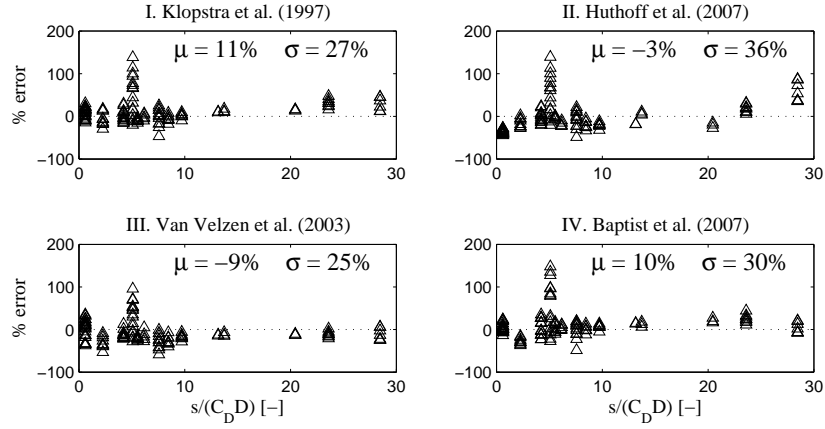 I. Klopstra et al. (1997)
% error
200
100
0
−100
0
10
20
30
μ = 11% σ = 27%
II. Huthoff et al. (2007)
200
100
0
−100
0
10
20
30
μ = −3% σ = 36%
III. Van Velzen et al. (2003)
% error
200
100
0
−100
0
10
20
30
μ = −9% σ = 25%
s/(C_D D) [−]
IV. Baptist et al. (2007)
200
100
0
−100
0
10
20
30
μ = 10% σ = 30%
s/(C_D D) [−]